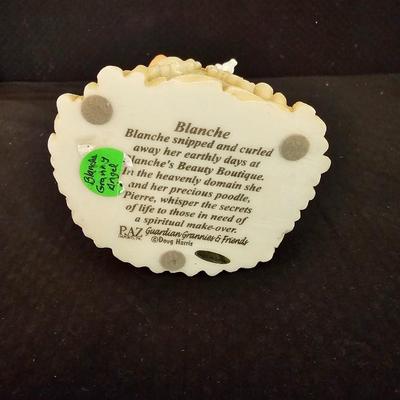 Blanche
Blanche snipped and curled
away her earthly days at
anche's Beauty Boutique.
In the heavenly domain she
and her precious poodle,
Pierre, whisper the secrets
of life to those in need of
a spiritual make-over.
PAZ Guardian Grannies & Friends
©Doug Harris
Blanche
Granny
Angel